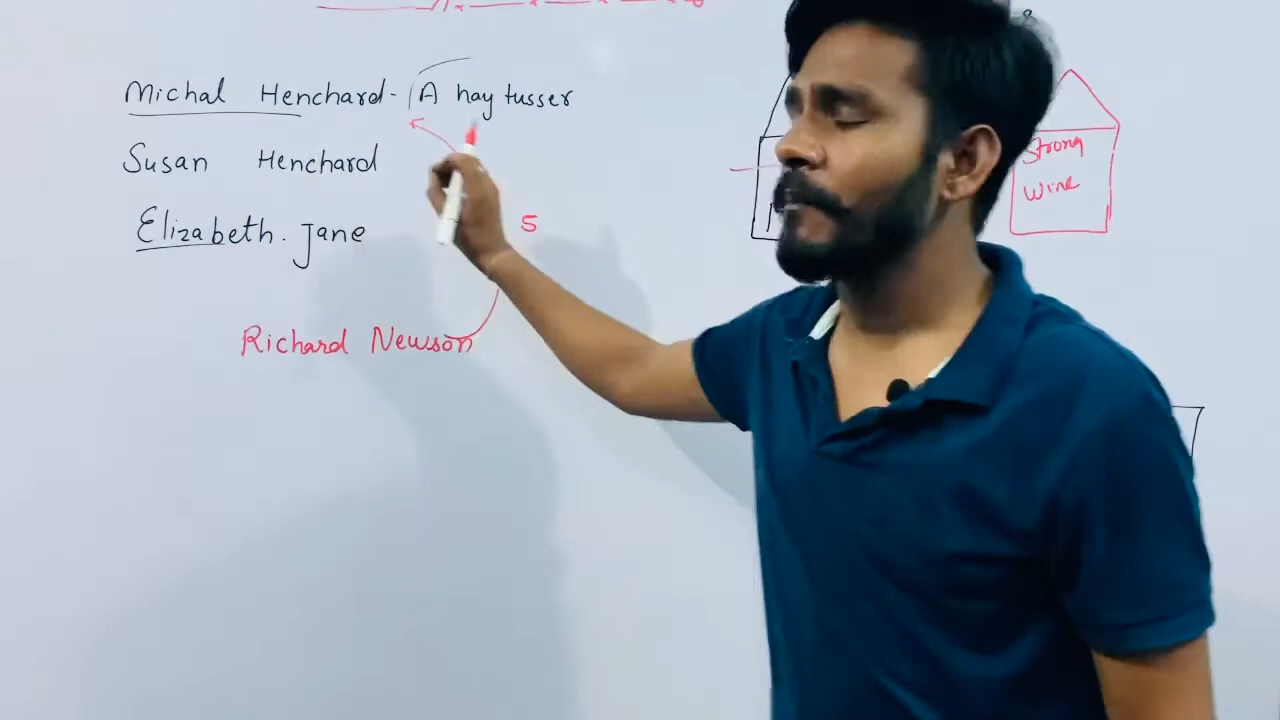 Michal Henchard - A hay tusser
Susan Henchard
Elizabeth. Jane
5
Richard Newson
Strong
Wine